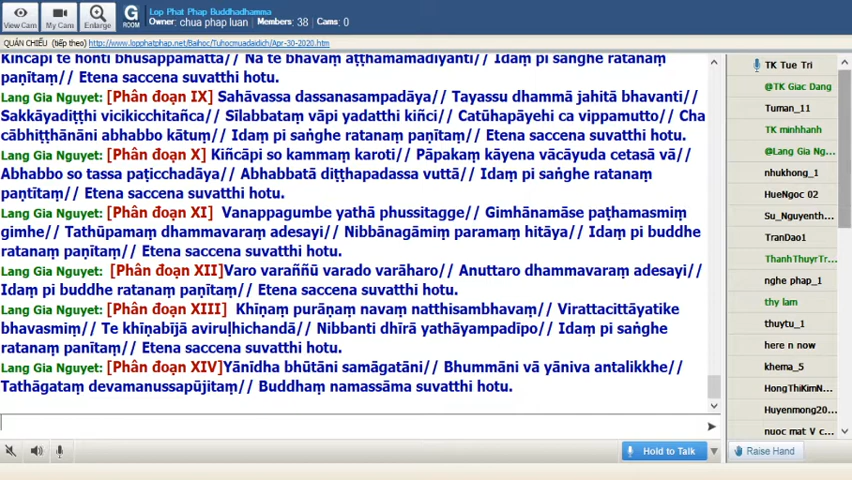 View Cam
My Cam
Enlarge
G
ROOM
Lop Phat Phap Buddhadhamma
Owner: chua phap luan Members: 38 Cams: 0
QUÁN CHIẾU (tiếp theo) http://www.lopphatphap.net/Baihoc/Tuhocmuadaidich/Apr-30-2020.htm
Kiñcāpi te honti bhusappamattā// Na te bhavaṃ aṭṭhāmamādiyanti// Idaṃ pi saṅghe ratanaṃ
paṇītaṃ// Etena saccena suvatthi hotu.
Lang Gia Nguyet: [Phân đoạn IX] Sahāvassa dassanasampadāya// Tayassu dhammā jahitā bhavanti//
Sakkāyadiṭṭhi vicikicchitañca// Sīlabbataṃ vāpi yadatthi kiñci// Catūhapāyehi ca vippamutto// Cha
cābhiṭṭhānāni abhabbo kātuṃ// Idaṃ pi saṅghe ratanaṃ paṇītaṃ// Etena saccena suvatthi hotu.
Lang Gia Nguyet: [Phân đoạn X] Kiñcāpi so kammaṃ karoti// Pāpakaṃ kāyena vācāyuda cetasā vā//
Abhabbo so tassa paṭicchadāya// Abhabbatā diṭṭhapadassa vuttā// Idaṃ pi saṅghe ratanaṃ
paṇītaṃ// Etena saccena suvatthi hotu.
Lang Gia Nguyet: [Phân đoạn XI] Vanappagumbe yathā phussitagge// Gimhānamāse paṭhamasmiṃ
gimhe// Tathūpamaṃ dhammavaraṃ adesayi// Nibbānagāmiṃ paramaṃ hitāya// Idaṃ pi buddhe
ratanaṃ paṇītaṃ// Etena saccena suvatthi hotu.
Lang Gia Nguyet: [Phân đoạn XII]Varo varaññū varado varāharo// Anuttaro dhammavaraṃ adesayi//
Idaṃ pi buddhe ratanaṃ paṇītaṃ// Etena saccena suvatthi hotu.
Lang Gia Nguyet: [Phân đoạn XIII] Khīṇaṃ purāṇaṃ navaṃ natthisambhavaṃ// Virattacittāyatike
bhavasmiṃ// Te khīṇabījā aviruḷhichandā// Nibbanti dhīrā yathāyampadīpo// Idaṃ pi saṅghe
ratanaṃ paṇītaṃ// Etena saccena suvatthi hotu.
Lang Gia Nguyet: [Phân đoạn XIV]Yānīdha bhūtāni samāgatāni// Bhummāni vā yāniva antalikkhe//
Tathāgataṃ devamanussapūjitaṃ// Buddhaṃ namassāma suvatthi hotu.
TK Tue Tri
@TK Giac Dang
Tuman_11
TK minhhanh
@Lang Gia Ng...
nhukhong_1
HueNgoc 02
Su_Nguyenth...
TranDao1
ThanhThuyrTr...
nghe phap_1
thy lam
thuytu_1
here n now
khema_5
HongThiKimN...
Huyenmong20...
nuoc mat V c...
Hold to Talk
Raise Hand